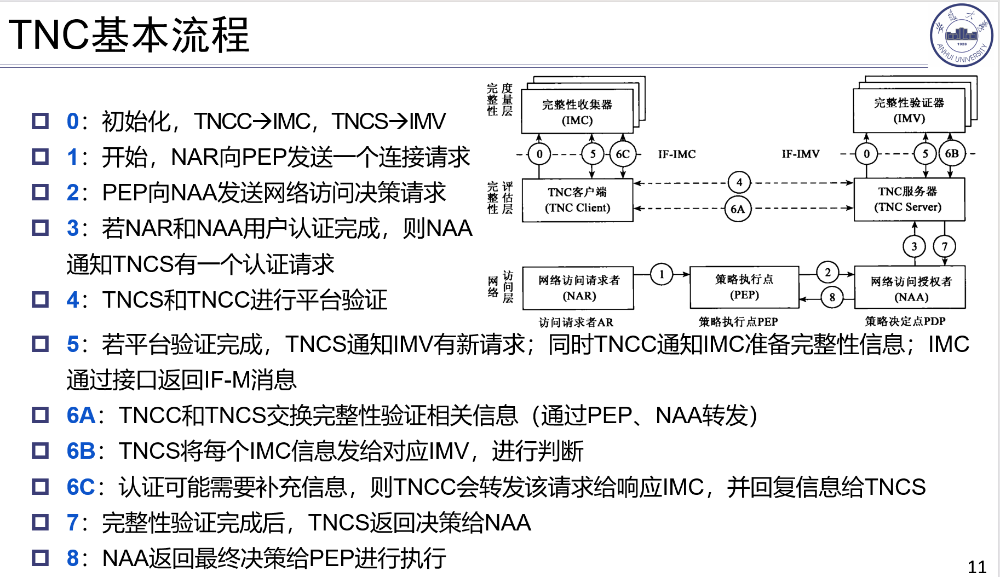 TNC基本流程
安徽大學
1928
ANHUI UNIVERSITY
0：初始化，TNCC→IMC，TNCS→IMV
1：开始，NAR向PEP发送一个连接请求
2：PEP向NAA发送网络访问决策请求
3：若NAR和NAA用户认证完成，则NAA
通知TNCS有一个认证请求
4：TNCS和TNCC进行平台验证
5：若平台验证完成，TNCS通知IMV有新请求；同时TNCC通知IMC准备完整性信息；IMC
通过接口返回IF-M消息
6A：TNCC和TNCS交换完整性验证相关信息（通过PEP、NAA转发）
6B：TNCS将每个IMC信息发给对应IMV，进行判断
6C：认证可能需要补充信息，则TNCC会转发该请求给响应IMC，并回复信息给TNCS
7：完整性验证完成后，TNCS返回决策给NAA
8：NAA返回最终决策给PEP进行执行
完整性度量层
完整性收集器
(IMC)
完整性验证器
(IMV)
0
5
6C
IF-IMC
IF-IMV
0
5
6B
完整性评估层
TNC客户端
(TNC Client)
4
6A
TNC服务器
(TNC Server)
3
7
网络访问层
网络访问请求者
(NAR)
1
策略执行点
(PEP)
2
8
网络访问授权者
(NAA)
访问请求者AR
策略执行点PEP
策略决定点PDP
11